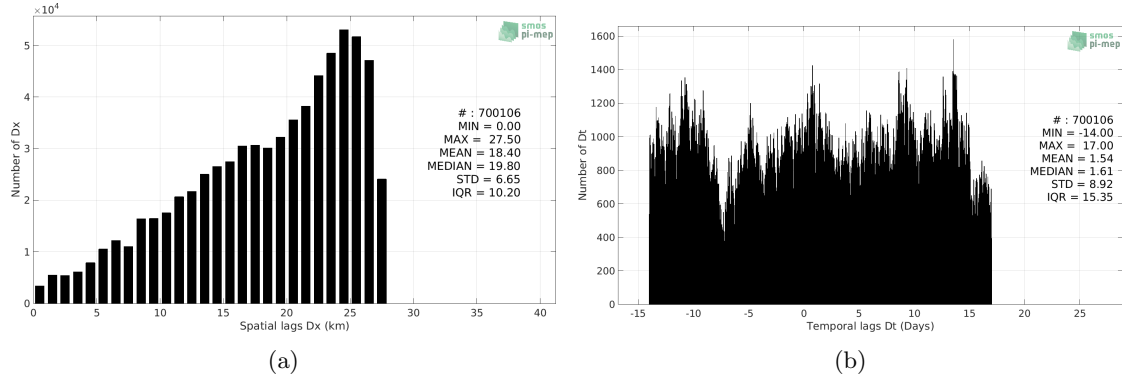 ×10⁴
5
4
3
2
1
0
Number of Dx
0 5 10 15 20 25 30 35 40
Spatial lags Dx (km)
smos
pi-mep
# : 700106
MIN = 0.00
MAX = 27.50
MEAN = 18.40
MEDIAN = 19.80
STD = 6.65
IQR = 10.20
(a)
1600
1400
1200
1000
800
600
400
200
0
Number of Dt
-15 -10 -5 0 5 10 15 20 25
Temporal lags Dt (Days)
smos
pi-mep
# : 700106
MIN = -14.00
MAX = 17.00
MEAN = 1.54
MEDIAN = 1.61
STD = 8.92
IQR = 15.35
(b)